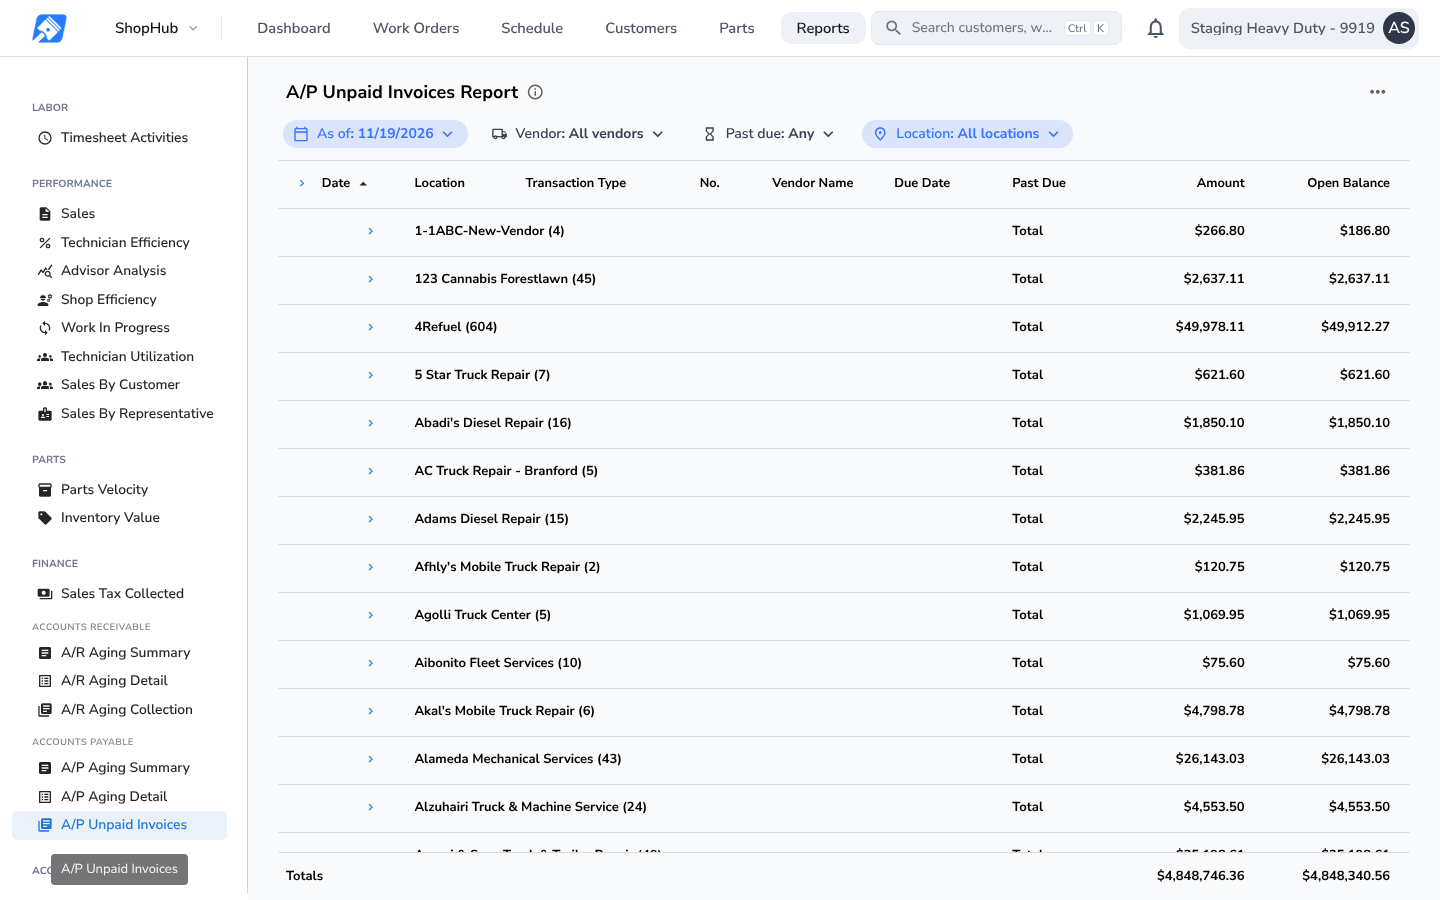 ShopHub
Dashboard
Work Orders
Schedule
Customers
Parts
Reports
Search customers, w...
Ctrl K
Staging Heavy Duty - 9919
AS
LABOR
Timesheet Activities
PERFORMANCE
Sales
Technician Efficiency
Advisor Analysis
Shop Efficiency
Work In Progress
Technician Utilization
Sales By Customer
Sales By Representative
PARTS
Parts Velocity
Inventory Value
FINANCE
Sales Tax Collected
ACCOUNTS RECEIVABLE
A/R Aging Summary
A/R Aging Detail
A/R Aging Collection
ACCOUNTS PAYABLE
A/P Aging Summary
A/P Aging Detail
A/P Unpaid Invoices
A/P Unpaid Invoices
A/P Unpaid Invoices Report
As of: 11/19/2026
Vendor: All vendors
Past due: Any
Location: All locations
Date Location Transaction Type No. Vendor Name Due Date Past Due Amount Open Balance
1-1ABC-New-Vendor (4) Total $266.80 $186.80
123 Cannabis Forestlawn (45) Total $2,637.11 $2,637.11
4Refuel (604) Total $49,978.11 $49,912.27
5 Star Truck Repair (7) Total $621.60 $621.60
Abadi's Diesel Repair (16) Total $1,850.10 $1,850.10
AC Truck Repair - Branford (5) Total $381.86 $381.86
Adams Diesel Repair (15) Total $2,245.95 $2,245.95
Afhly's Mobile Truck Repair (2) Total $120.75 $120.75
Agolli Truck Center (5) Total $1,069.95 $1,069.95
Aibonito Fleet Services (10) Total $75.60 $75.60
Akal's Mobile Truck Repair (6) Total $4,798.78 $4,798.78
Alameda Mechanical Services (43) Total $26,143.03 $26,143.03
Alzuhairi Truck & Machine Service (24) Total $4,553.50 $4,553.50
Totals $4,848,746.36 $4,848,340.56